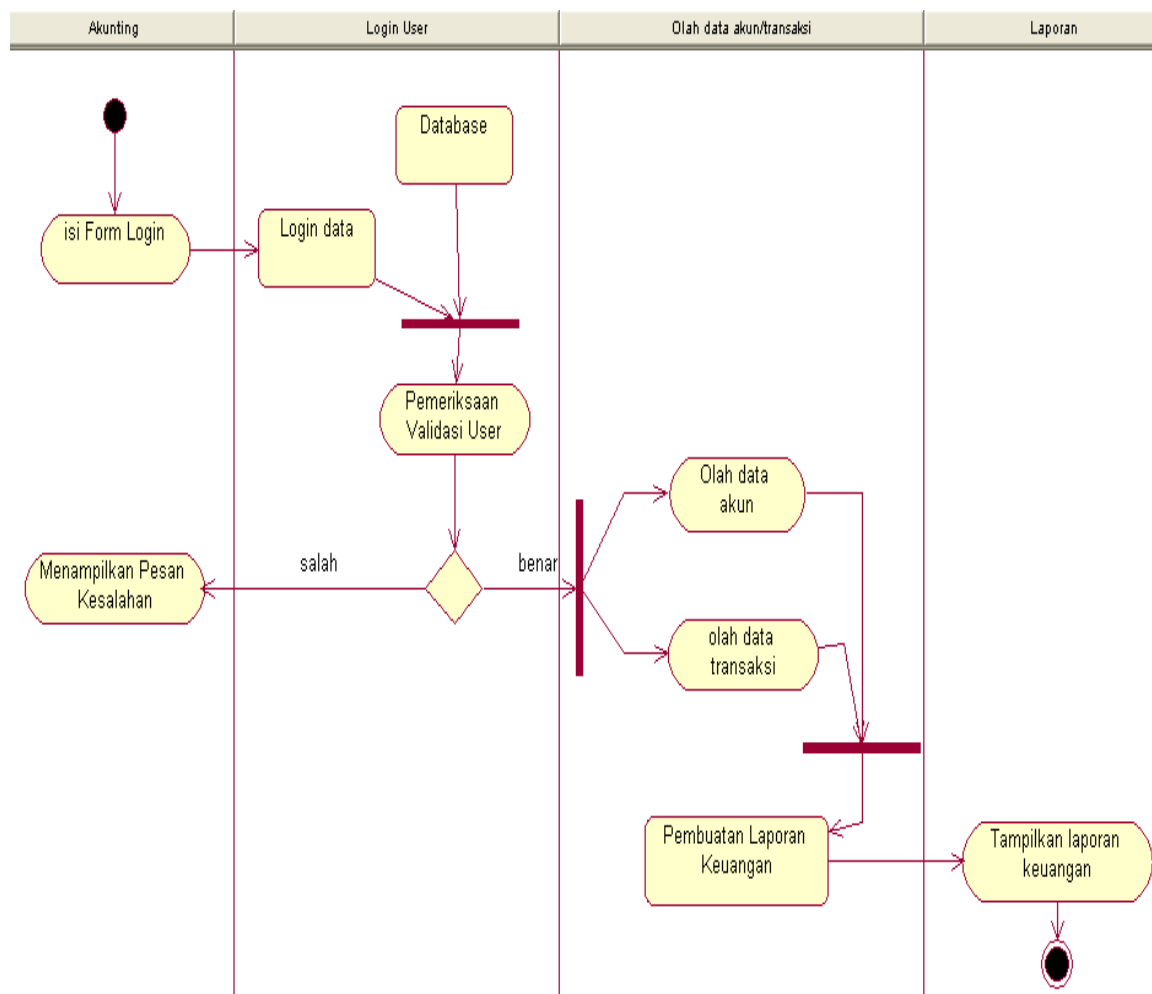 Akunting
Login User
Olah data akun/transaksi
Laporan
Database
isi Form Login
Login data
Pemeriksaan
Validasi User
Olah data
akun
salah
benar
Menampilkan Pesan
Kesalahan
olah data
transaksi
Pembuatan Laporan
Keuangan
Tampilkan laporan
keuangan